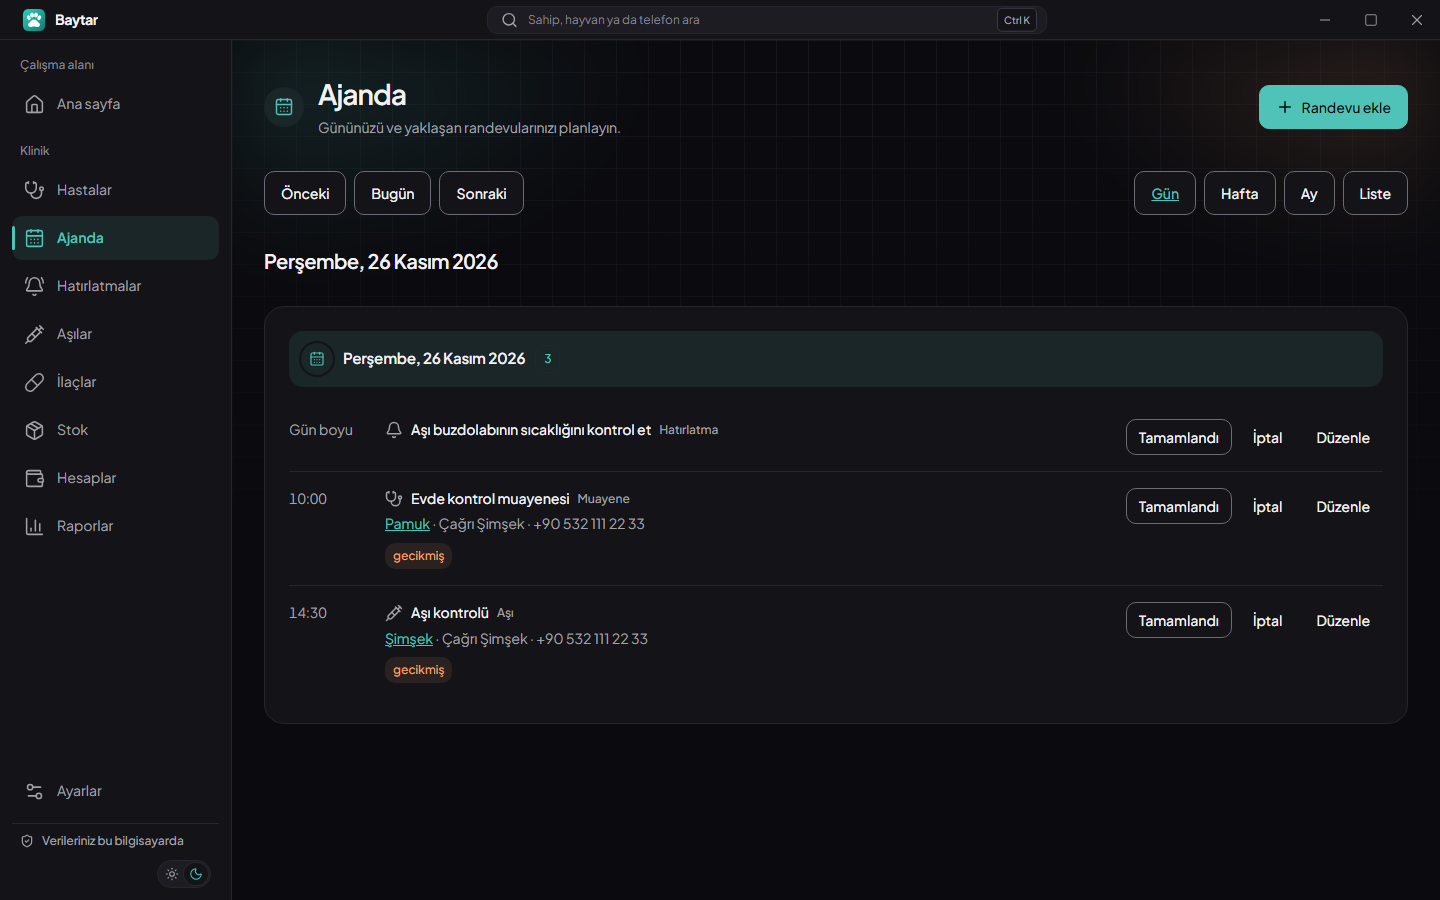 Baytar
Sahip, hayvan ya da telefon ara
Ctrl K
Çalışma alanı
Ana sayfa
Klinik
Hastalar
Ajanda
Hatırlatmalar
Aşılar
İlaçlar
Stok
Hesaplar
Raporlar
Ayarlar
Verileriniz bu bilgisayarda
Ajanda
Gününüzü ve yaklaşan randevularınızı planlayın.
Randevu ekle
Önceki Bugün Sonraki
Gün Hafta Ay Liste
Perşembe, 26 Kasım 2026
Perşembe, 26 Kasım 2026 3
Gün boyu Aşı buzdolabının sıcaklığını kontrol et Hatırlatma Tamamlandı İptal Düzenle
10:00 Evde kontrol muayenesi Muayene Tamamlandı İptal Düzenle
Pamuk · Çağrı Şimşek · +90 532 111 22 33
gecikmiş
14:30 Aşı kontrolü Aşı Tamamlandı İptal Düzenle
Şimşek · Çağrı Şimşek · +90 532 111 22 33
gecikmiş